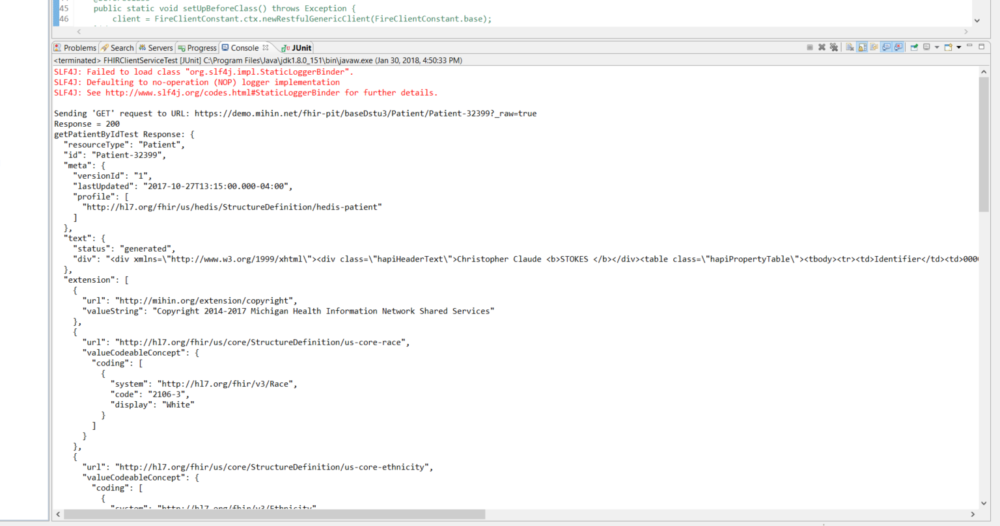 45 public static void setUpBeforeClass() throws Exception {
46 client = FireClientConstant.ctx.newRestfulGenericClient(FireClientConstant.base);
Problems Search Servers Progress Console JUnit
<terminated> FHIRClientServiceTest [JUnit] C:\Program Files\Java\jdk1.8.0_151\bin\javaw.exe (Jan 30, 2018, 4:50:33 PM)
SLF4J: Failed to load class "org.slf4j.impl.StaticLoggerBinder".
SLF4J: Defaulting to no-operation (NOP) logger implementation
SLF4J: See http://www.slf4j.org/codes.html#StaticLoggerBinder for further details.
Sending 'GET' request to URL: https://demo.mihin.net/fhir-pit/baseDstu3/Patient/Patient-32399?_raw=true
Response = 200
getPatientByIdTest Response: {
"resourceType": "Patient",
"id": "Patient-32399",
"meta": {
"versionId": "1",
"lastUpdated": "2017-10-27T13:15:00.000-04:00",
"profile": [
"http://hl7.org/fhir/us/hedis/StructureDefinition/hedis-patient"
]
},
"text": {
"status": "generated",
"div": "<div xmlns=\"http://www.w3.org/1999/xhtml\"><div class=\"hapiHeaderText\">Christopher Claude <b>STOKES </b></div><table class=\"hapiPropertyTable\"><tbody><tr><td>Identifier</td><td>000
},
"extension": [
{
"url": "http://mihin.org/extension/copyright",
"valueString": "Copyright 2014-2017 Michigan Health Information Network Shared Services"
},
{
"url": "http://hl7.org/fhir/us/core/StructureDefinition/us-core-race",
"valueCodeableConcept": {
"coding": [
{
"system": "http://hl7.org/fhir/v3/Race",
"code": "2106-3",
"display": "White"
}
]
}
},
{
"url": "http://hl7.org/fhir/us/core/StructureDefinition/us-core-ethnicity",
"valueCodeableConcept": {
"coding": [
{
"system": "http://hl7.org/fhir/v3/Ethnicity"